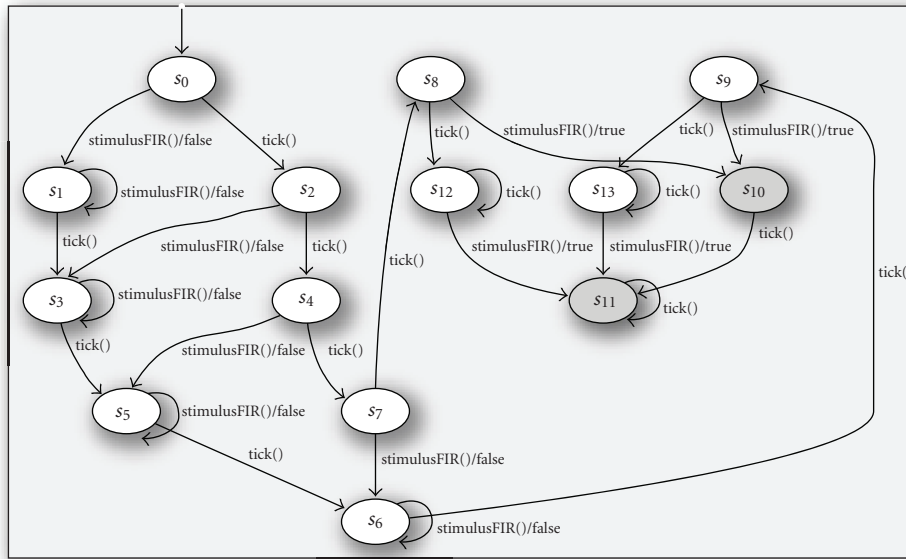 s0
s8
s9
stimulusFIR()/false
tick()
tick()
stimulusFIR()/true
tick()
stimulusFIR()/true
s1
stimulusFIR()/false
s2
s12
tick()
s13
tick()
s10
tick()
stimulusFIR()/false
tick()
stimulusFIR()/true
stimulusFIR()/true
tick()
tick()
tick()
s3
stimulusFIR()/false
s4
s11
tick()
tick()
stimulusFIR()/false
tick()
s5
stimulusFIR()/false
s7
tick()
stimulusFIR()/false
s6
stimulusFIR()/false